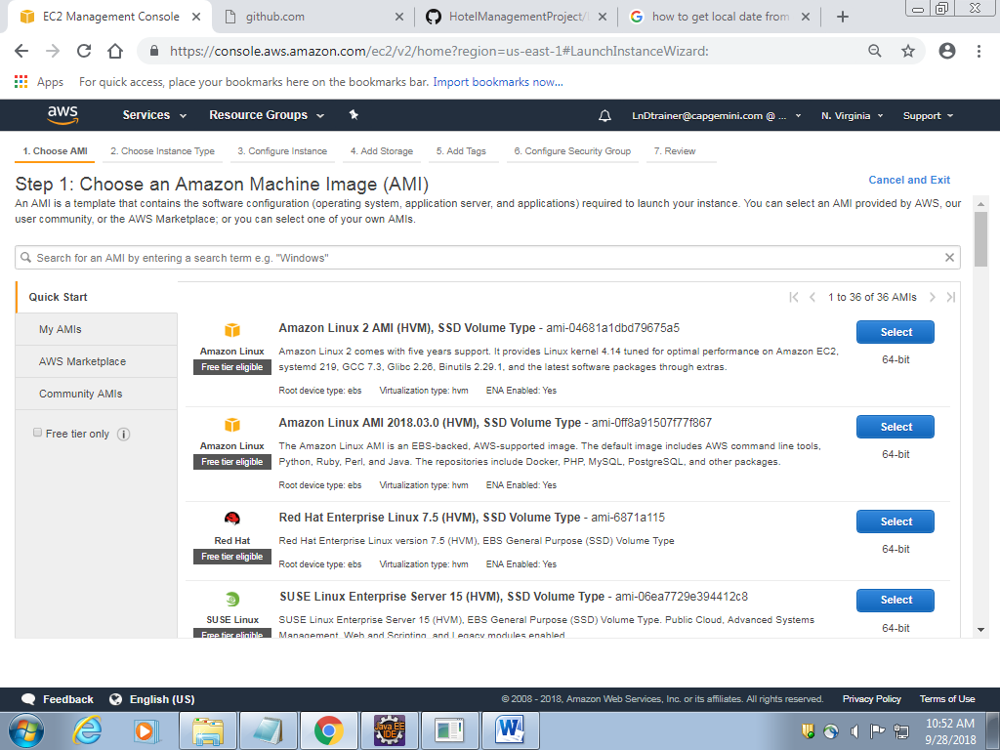 EC2 Management Console
github.com
HotelManagementProject/
how to get local date from
https://console.aws.amazon.com/ec2/v2/home?region=us-east-1#LaunchInstanceWizard:
Apps For quick access, place your bookmarks here on the bookmarks bar. Import bookmarks now...
aws Services Resource Groups LnDtrainer@capgemini.com @ ... N. Virginia Support
1. Choose AMI 2. Choose Instance Type 3. Configure Instance 4. Add Storage 5. Add Tags 6. Configure Security Group 7. Review
Step 1: Choose an Amazon Machine Image (AMI)
Cancel and Exit
An AMI is a template that contains the software configuration (operating system, application server, and applications) required to launch your instance. You can select an AMI provided by AWS, our
user community, or the AWS Marketplace; or you can select one of your own AMIs.
Search for an AMI by entering a search term e.g. "Windows"
Quick Start
My AMIs
AWS Marketplace
Community AMIs
Free tier only
1 to 36 of 36 AMIs
Amazon Linux
Free tier eligible
Amazon Linux 2 AMI (HVM), SSD Volume Type - ami-04681a1dbd79675a5
Amazon Linux 2 comes with five years support. It provides Linux kernel 4.14 tuned for optimal performance on Amazon EC2,
systemd 219, GCC 7.3, Glibc 2.26, Binutils 2.29.1, and the latest software packages through extras.
Root device type: ebs Virtualization type: hvm ENA Enabled: Yes
Select
64-bit
Amazon Linux
Free tier eligible
Amazon Linux AMI 2018.03.0 (HVM), SSD Volume Type - ami-0ff8a91507f77f867
The Amazon Linux AMI is an EBS-backed, AWS-supported image. The default image includes AWS command line tools,
Python, Ruby, Perl, and Java. The repositories include Docker, PHP, MySQL, PostgreSQL, and other packages.
Root device type: ebs Virtualization type: hvm ENA Enabled: Yes
Select
64-bit
Red Hat
Free tier eligible
Red Hat Enterprise Linux 7.5 (HVM), SSD Volume Type - ami-6871a115
Red Hat Enterprise Linux version 7.5 (HVM), EBS General Purpose (SSD) Volume Type
Root device type: ebs Virtualization type: hvm ENA Enabled: Yes
Select
64-bit
SUSE Linux
Free tier eligible
SUSE Linux Enterprise Server 15 (HVM), SSD Volume Type - ami-06ea7729e394412c8
SUSE Linux Enterprise Server 15 (HVM), EBS General Purpose (SSD) Volume Type. Public Cloud, Advanced Systems
Management, Web and Scripting, and Legacy modules enabled.
Select
64-bit
Feedback English (US) © 2008 - 2018, Amazon Web Services, Inc. or its affiliates. All rights reserved. Privacy Policy Terms of Use
Java EE
IDE
10:52 AM
9/28/2018